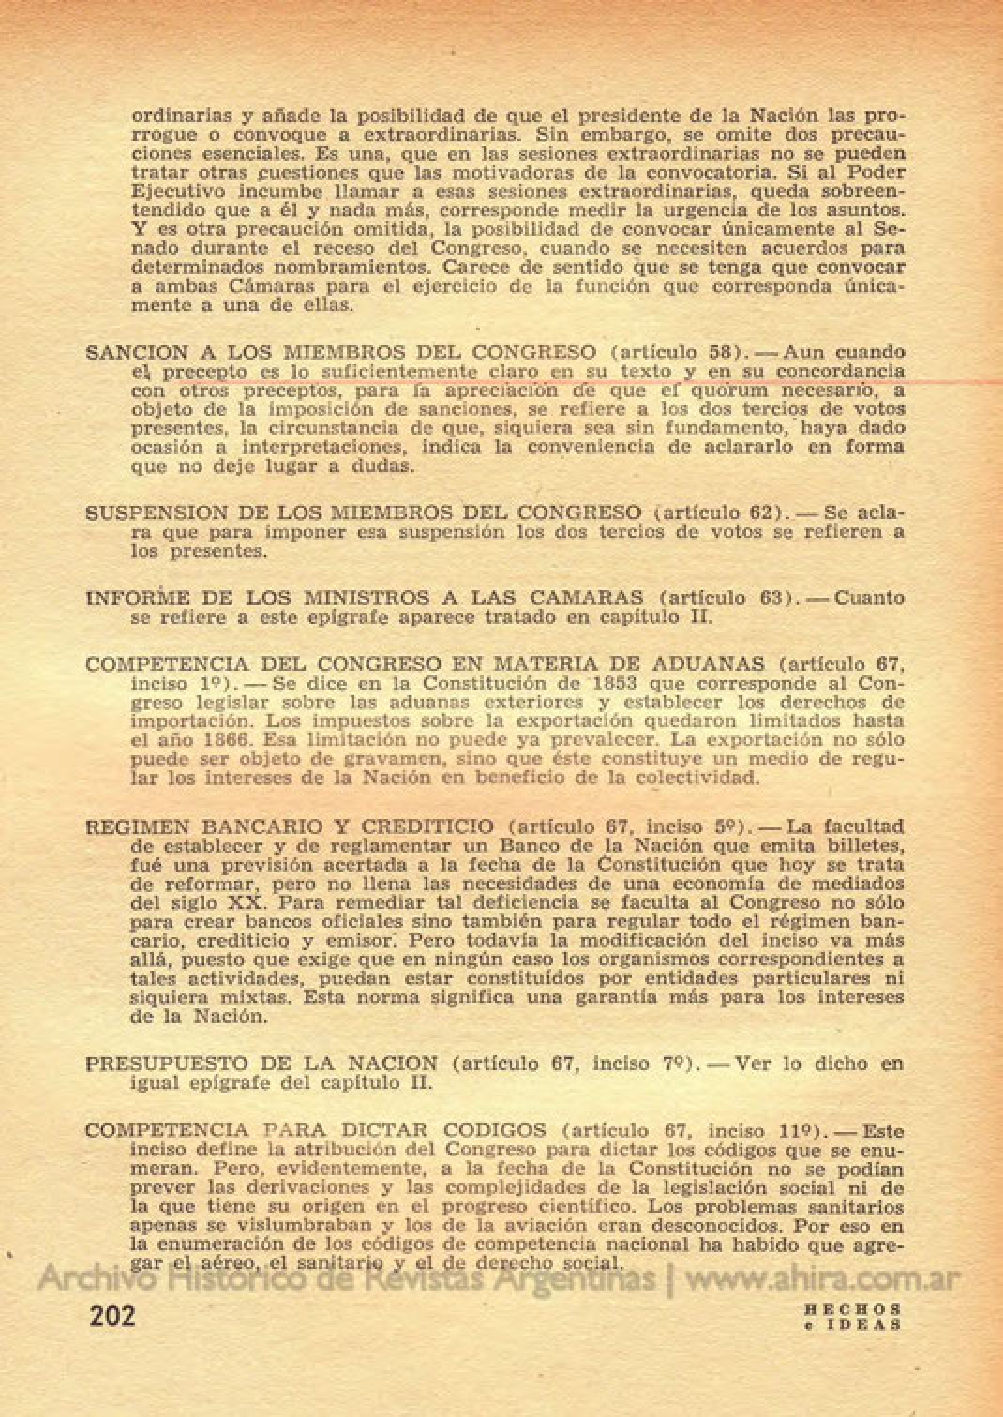 ordinarias y añade la posibilidad de que el presidente de la Nación las pro-
rrogue o convoque a extraordinarias. Sin embargo, se omite dos precau-
ciones esenciales. Es una, que en las sesiones extraordinarias no se pueden
tratar otras cuestiones que las motivadoras de la convocatoria. Si al Poder
Ejecutivo incumbe llamar a esas sesiones extraordinarias, queda sobreen-
tendido que a él y nada más, corresponde medir la urgencia de los asuntos.
Y es otra precaución omitida, la posibilidad de convocar únicamente al Se-
nado durante el receso del Congreso, cuando se necesiten acuerdos para
determinados nombramientos. Carece de sentido que se tenga que convocar
a ambas Cámaras para el ejercicio de la función que corresponda única-
mente a una de ellas.
SANCION A LOS MIEMBROS DEL CONGRESO (artículo 58). — Aun cuando
el precepto es lo suficientemente claro en su texto y en su concordancia
con otros preceptos, para la apreciación de que el quórum necesario, a
objeto de la imposición de sanciones, se refiere a los dos tercios de votos
presentes, la circunstancia de que, siquiera sea sin fundamento, haya dado
ocasión a interpretaciones, indica la conveniencia de aclararlo en forma
que no deje lugar a dudas.
SUSPENSION DE LOS MIEMBROS DEL CONGRESO (artículo 62). — Se acla-
ra que para imponer esa suspensión los dos tercios de votos se refieren a
los presentes.
INFORME DE LOS MINISTROS A LAS CAMARAS (artículo 63). — Cuanto
se refiere a este epígrafe aparece tratado en capítulo II.
COMPETENCIA DEL CONGRESO EN MATERIA DE ADUANAS (artículo 67,
inciso 1º). — Se dice en la Constitución de 1853 que corresponde al Con-
greso legislar sobre las aduanas exteriores y establecer los derechos de
importación. Los impuestos sobre la exportación quedaron limitados hasta
el año 1866. Esa limitación no puede ya prevalecer. La exportación no sólo
puede ser objeto de gravamen, sino que éste constituye un medio de regu-
lar los intereses de la Nación en beneficio de la colectividad.
REGIMEN BANCARIO Y CREDITICIO (artículo 67, inciso 5º). — La facultad
de establecer y de reglamentar un Banco de la Nación que emita billetes,
fué una previsión acertada a la fecha de la Constitución que hoy se trata
de reformar, pero no llena las necesidades de una economía de mediados
del siglo XX. Para remediar tal deficiencia se faculta al Congreso no sólo
para crear bancos oficiales sino también para regular todo el régimen ban-
cario, crediticio y emisor. Pero todavía la modificación del inciso va más
allá, puesto que exige que en ningún caso los organismos correspondientes a
tales actividades, puedan estar constituídos por entidades particulares ni
siquiera mixtas. Esta norma significa una garantía más para los intereses
de la Nación.
PRESUPUESTO DE LA NACION (artículo 67, inciso 7º). — Ver lo dicho en
igual epígrafe del capítulo II.
COMPETENCIA PARA DICTAR CODIGOS (artículo 67, inciso 11º). — Este
inciso define la atribución del Congreso para dictar los códigos que se enu-
meran. Pero, evidentemente, a la fecha de la Constitución no se podían
prever las derivaciones y las complejidades de la legislación social ni de
la que tiene su origen en el progreso científico. Los problemas sanitarios
apenas se vislumbraban y los de la aviación eran desconocidos. Por eso en
la enumeración de los códigos de competencia nacional ha habido que agre-
gar el aéreo, el sanitario y el de derecho social.
Archivo Histórico de Revistas Argentinas | www.ahira.com.ar
202
HECHOS
e IDEAS